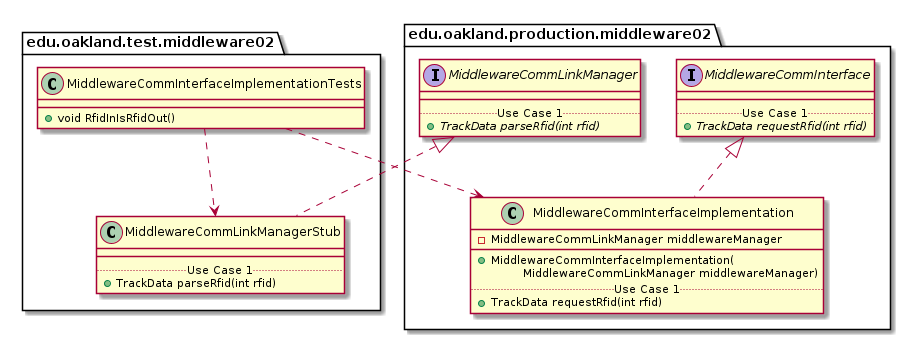 edu.oakland.test.middleware02
C MiddlewareCommInterfaceImplementationTests
void RfidInIsRfidOut()
C MiddlewareCommLinkManagerStub
Use Case 1
TrackData parseRfid(int rfid)
edu.oakland.production.middleware02
I MiddlewareCommLinkManager
Use Case 1
TrackData parseRfid(int rfid)
I MiddlewareCommInterface
Use Case 1
TrackData requestRfid(int rfid)
C MiddlewareCommInterfaceImplementation
MiddlewareCommLinkManager middlewareManager
MiddlewareCommInterfaceImplementation(
MiddlewareCommLinkManager middlewareManager)
Use Case 1
TrackData requestRfid(int rfid)